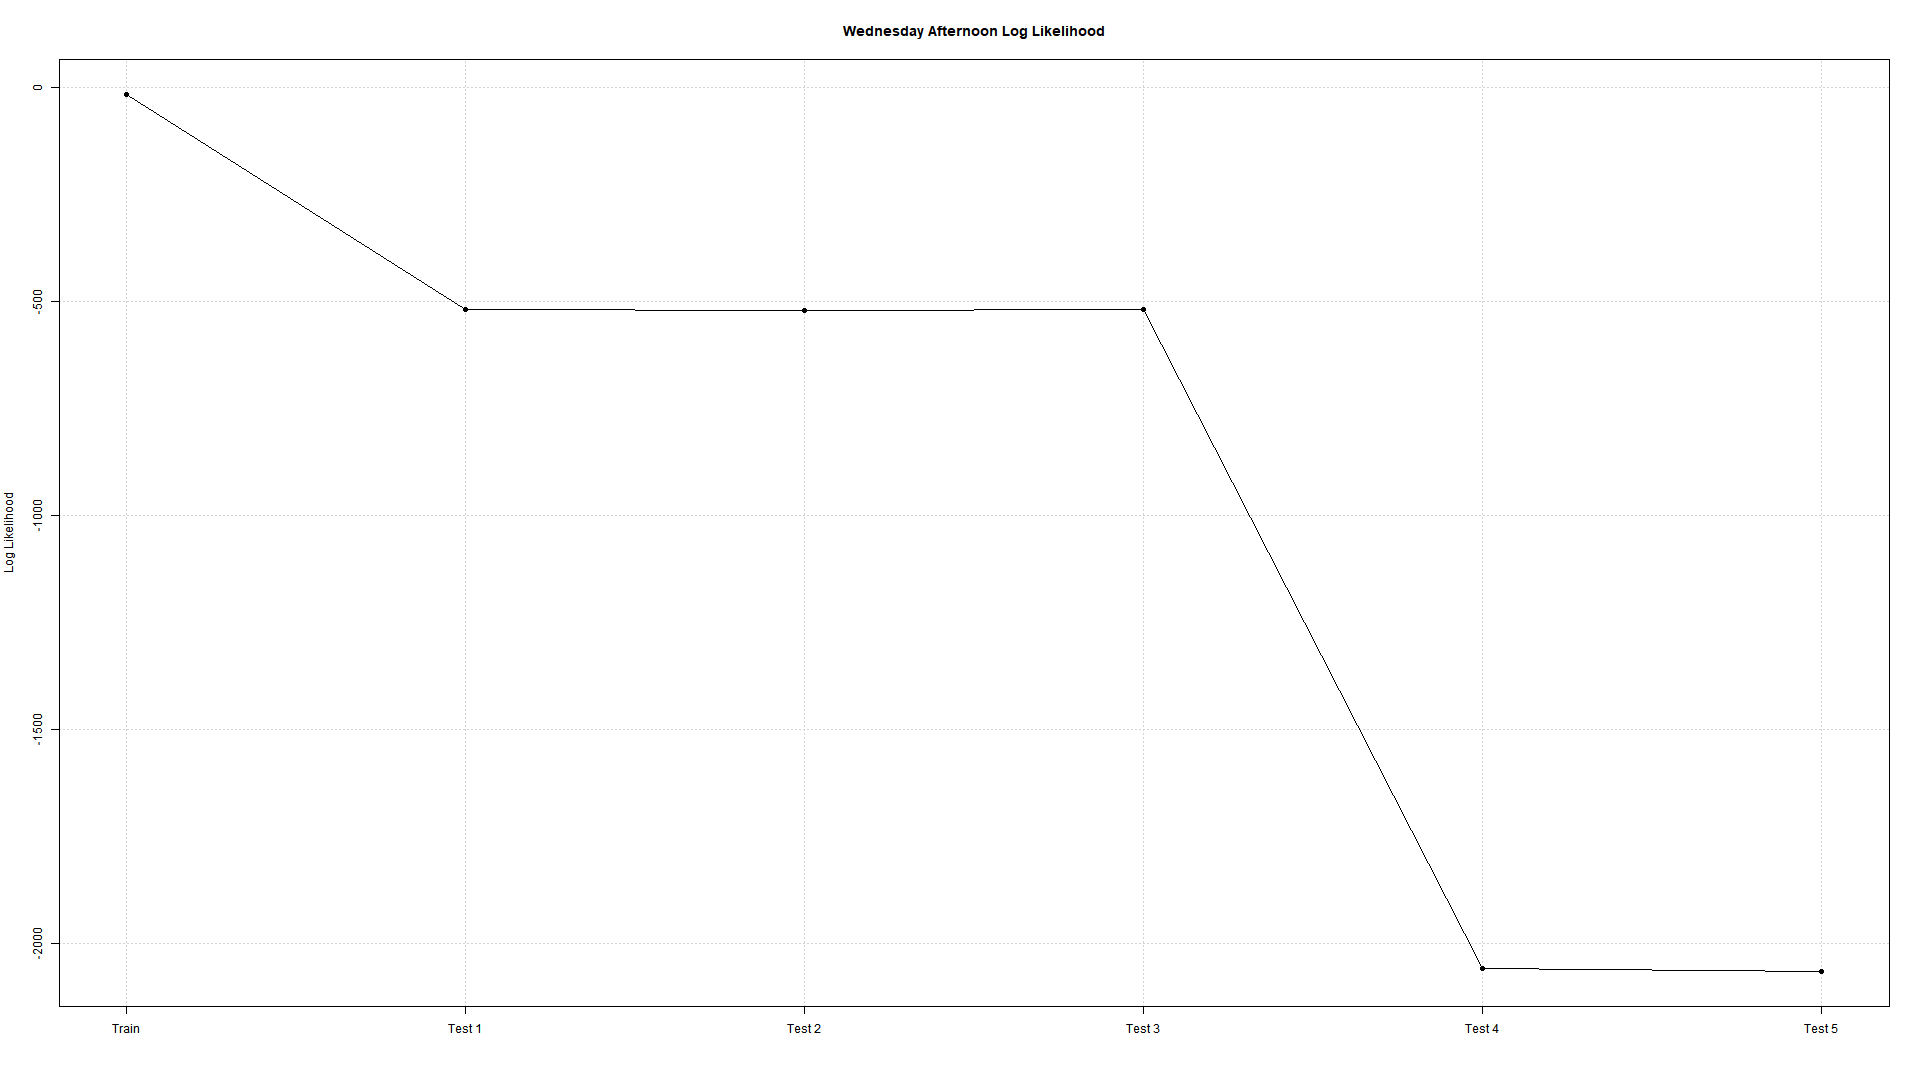 Wednesday Afternoon Log Likelihood
Log Likelihood
0
-500
-1000
-1500
-2000
Train
Test 1
Test 2
Test 3
Test 4
Test 5